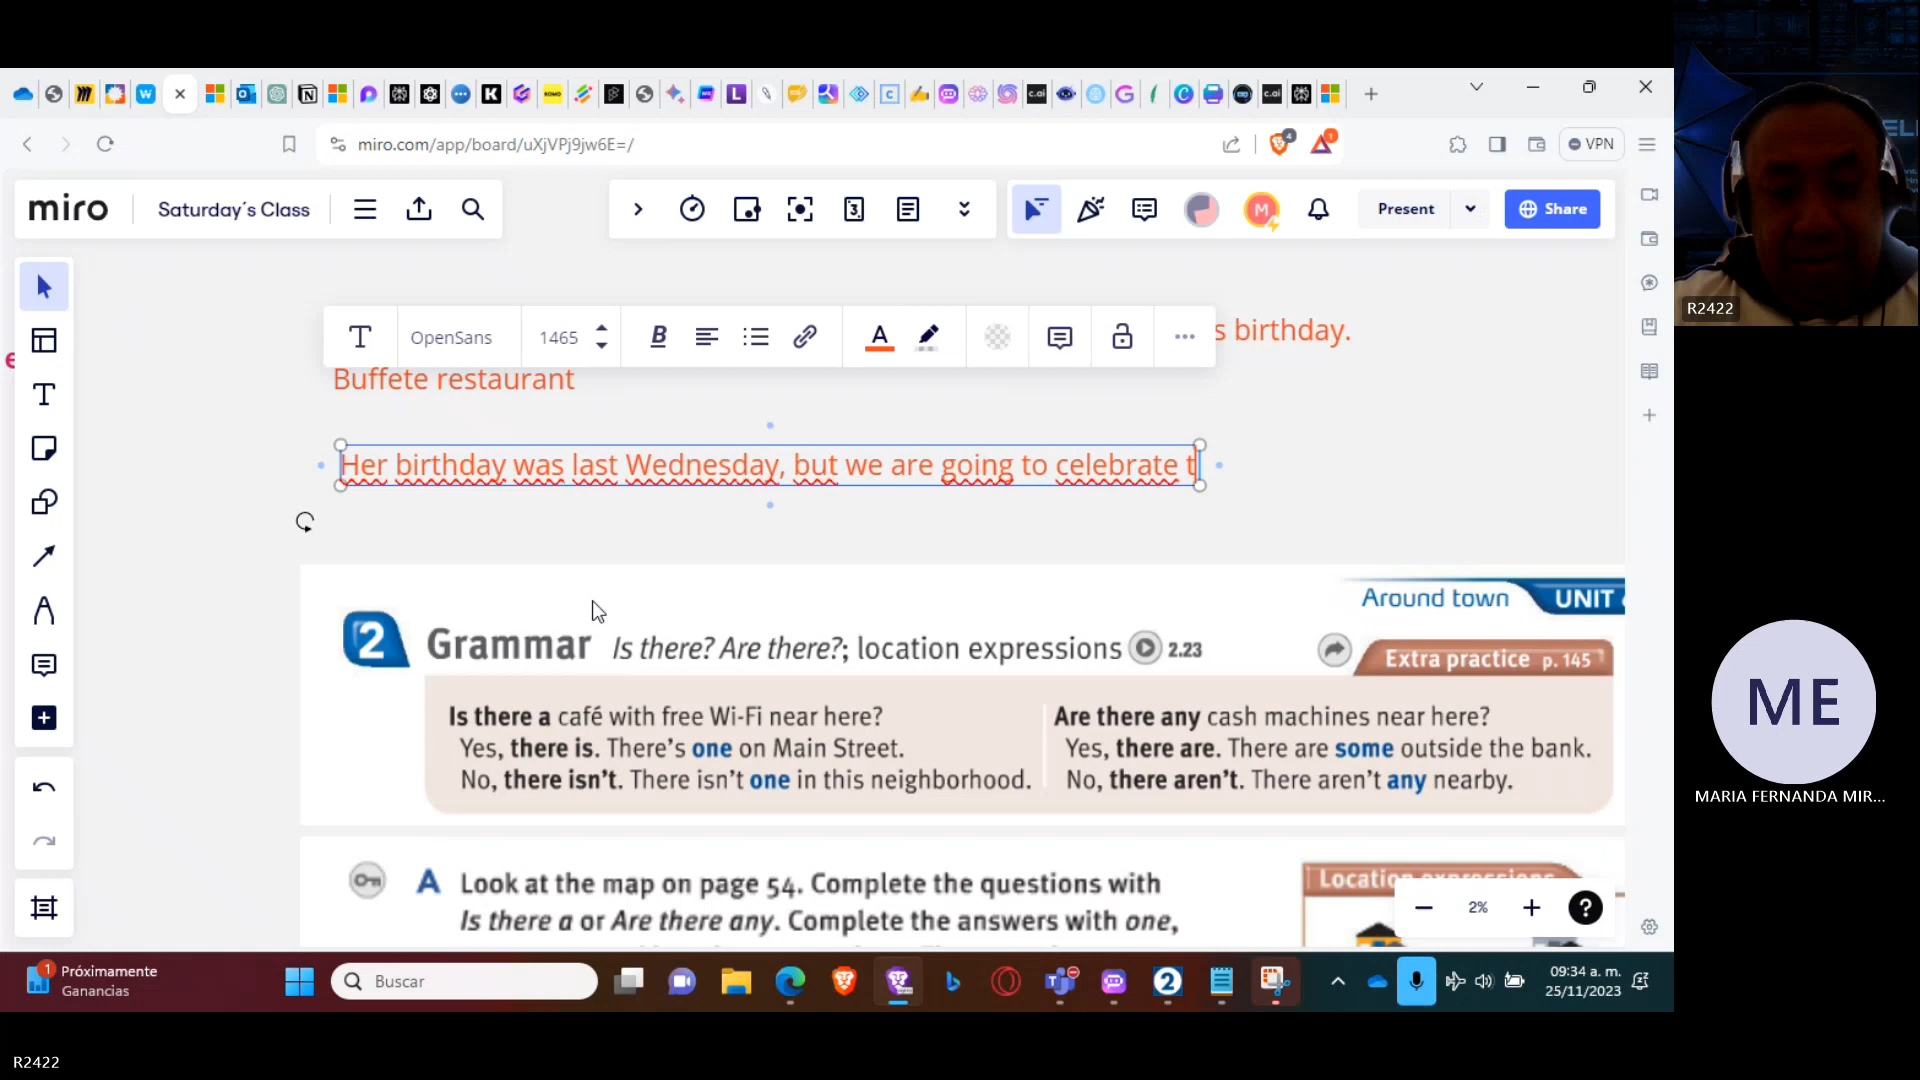 miro.com/app/board/uXjVPj9jw6E=/
VPN
miro
Saturday´s Class
Present
Share
OpenSans
1465
s birthday.
Buffete restaurant
Her birthday was last Wednesday, but we are going to celebrate t
Around town UNIT
2 Grammar Is there? Are there?; location expressions 2.23
Extra practice p. 145
Is there a café with free Wi-Fi near here?
Yes, there is. There's one on Main Street.
No, there isn't. There isn't one in this neighborhood.
Are there any cash machines near here?
Yes, there are. There are some outside the bank.
No, there aren't. There aren't any nearby.
A Look at the map on page 54. Complete the questions with
Is there a or Are there any. Complete the answers with one,
Location expressions
2%
Próximamente
Ganancias
Buscar
09:34 a. m.
25/11/2023
R2422
ME
MARIA FERNANDA MIR...
R2422